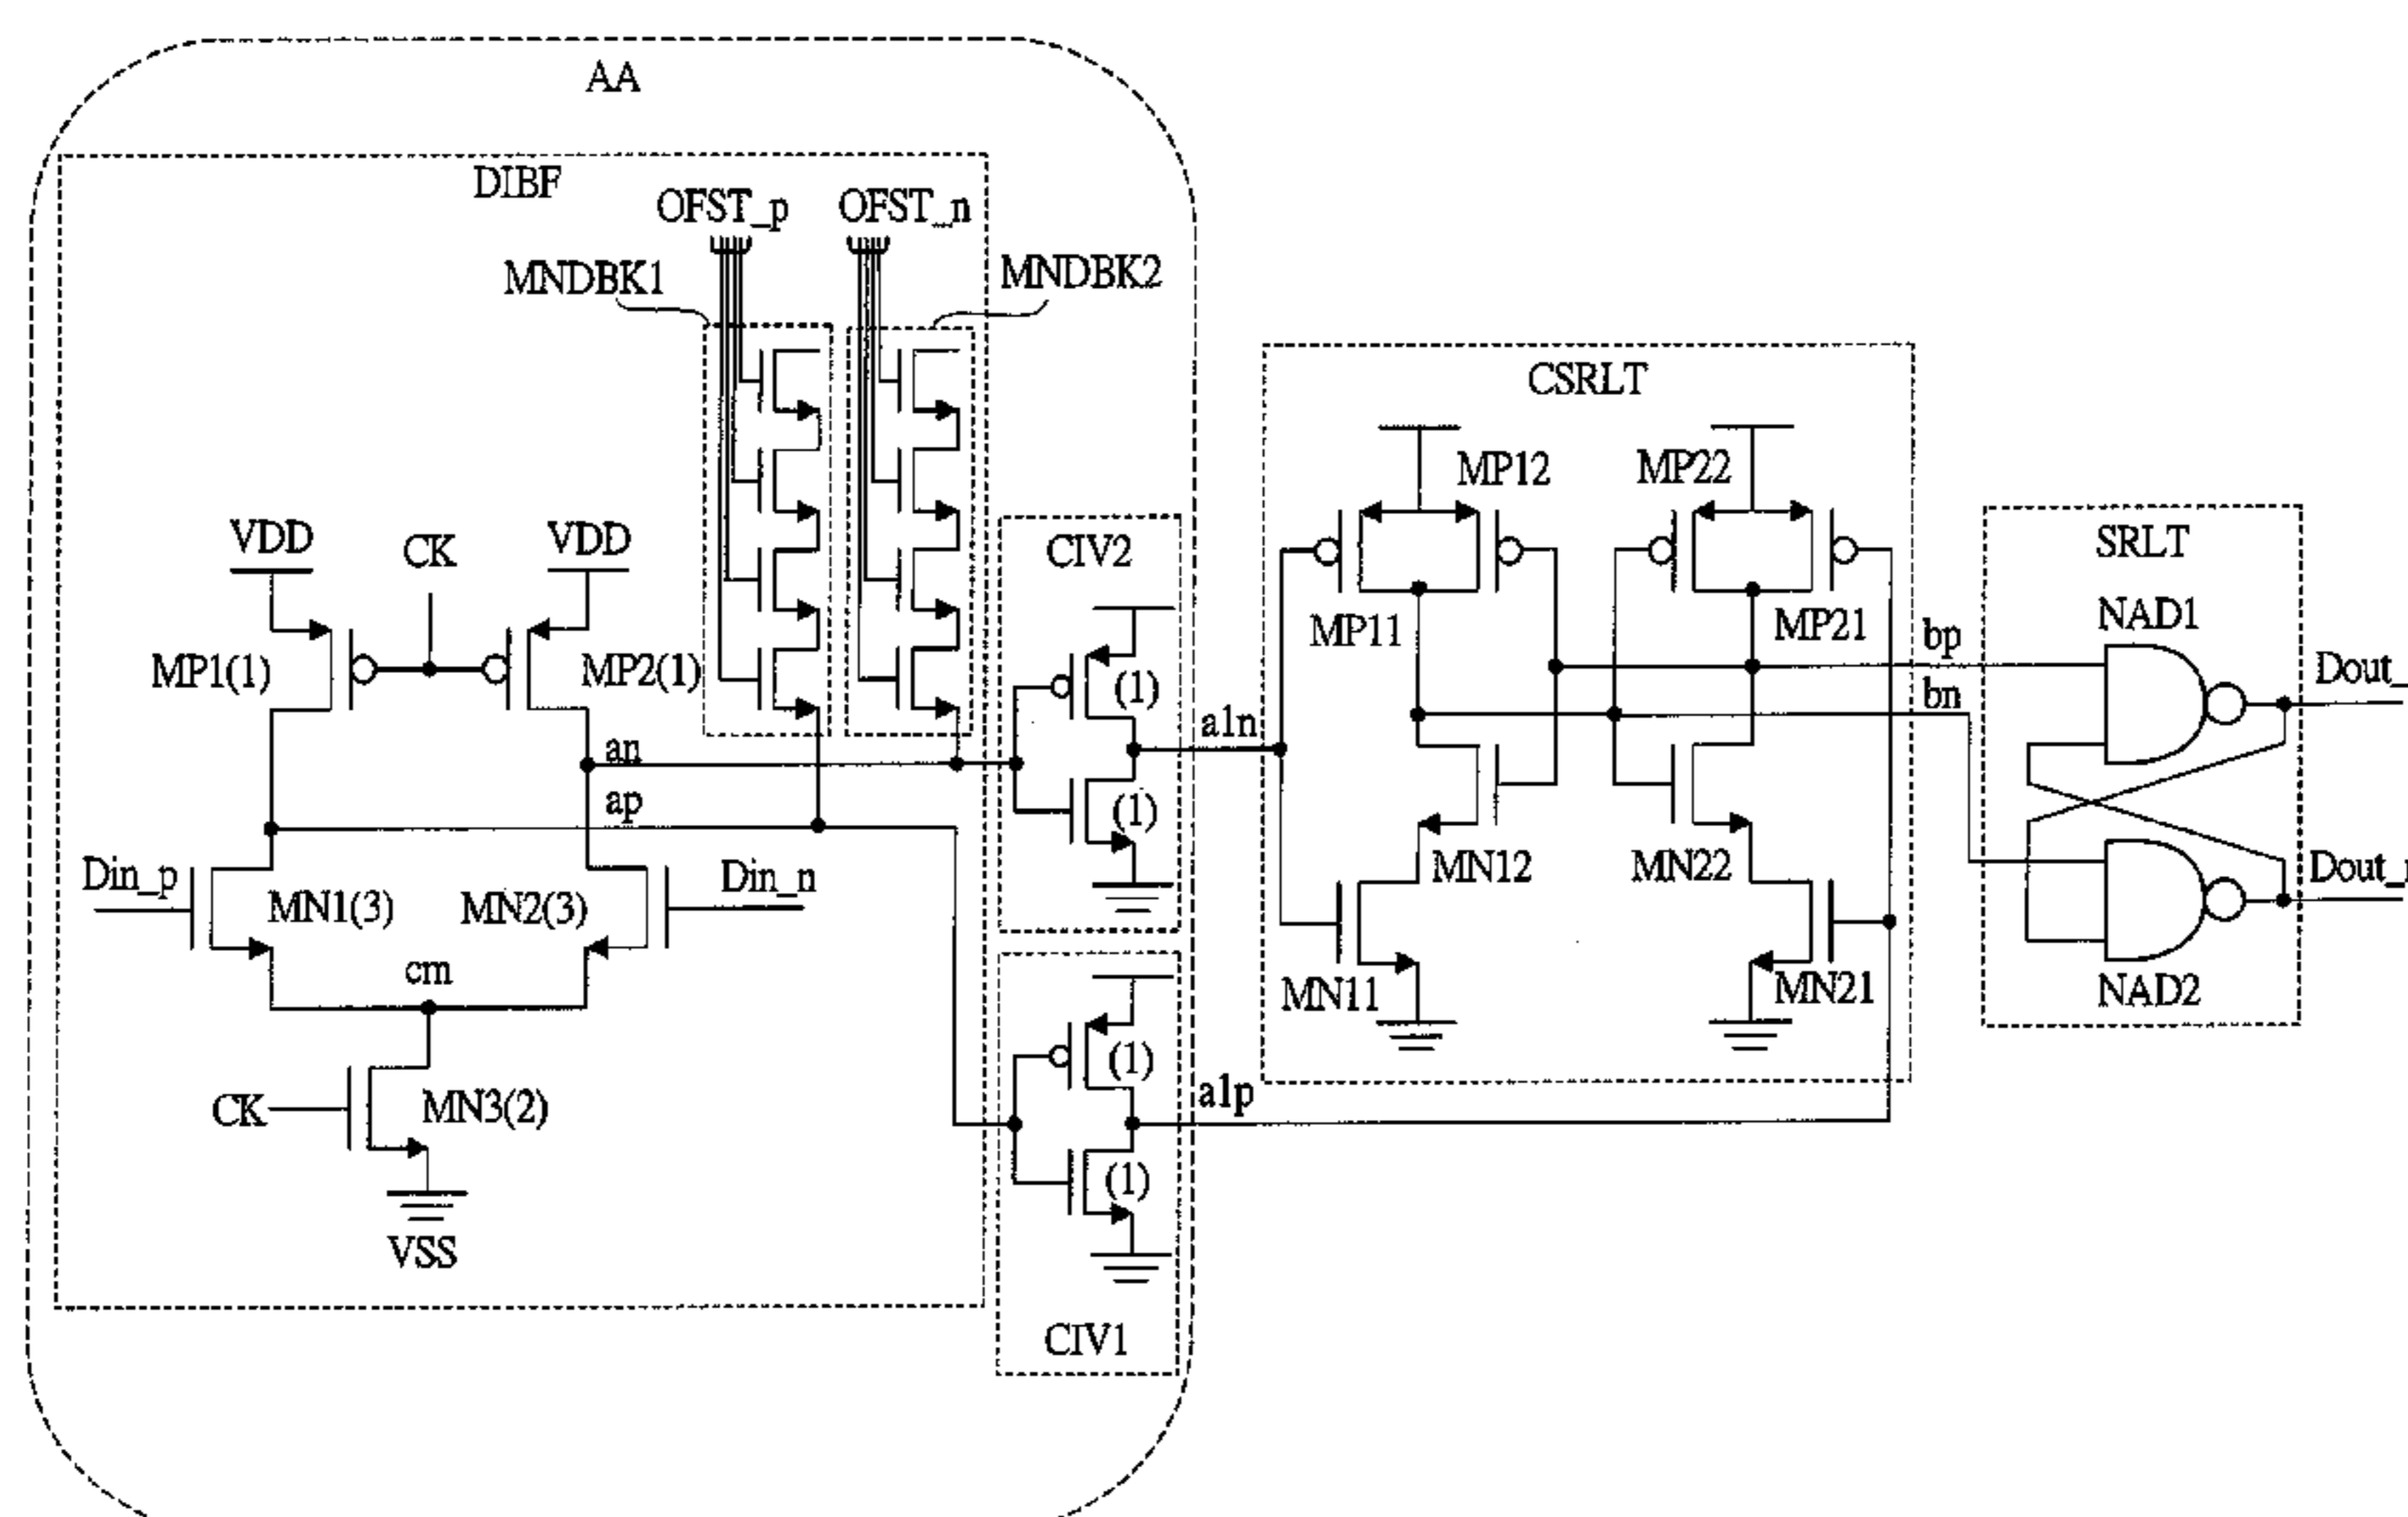 AA
DIBF
OFST_p OFST_n
MNDBK1 MNDBK2
VDD CK VDD
MP1(1) MP2(1)
an
ap
Din_p MN1(3) MN2(3) Din_n
cm
CK MN3(2)
VSS
CIV2
(1)
(1)
a1n
(1)
(1)
CIV1
a1p
CSRLT
MP12 MP22
MP11 MP21
MN12 MN22
MN11 MN21
bp
bn
SRLT
NAD1
NAD2
Dout_
Dout_